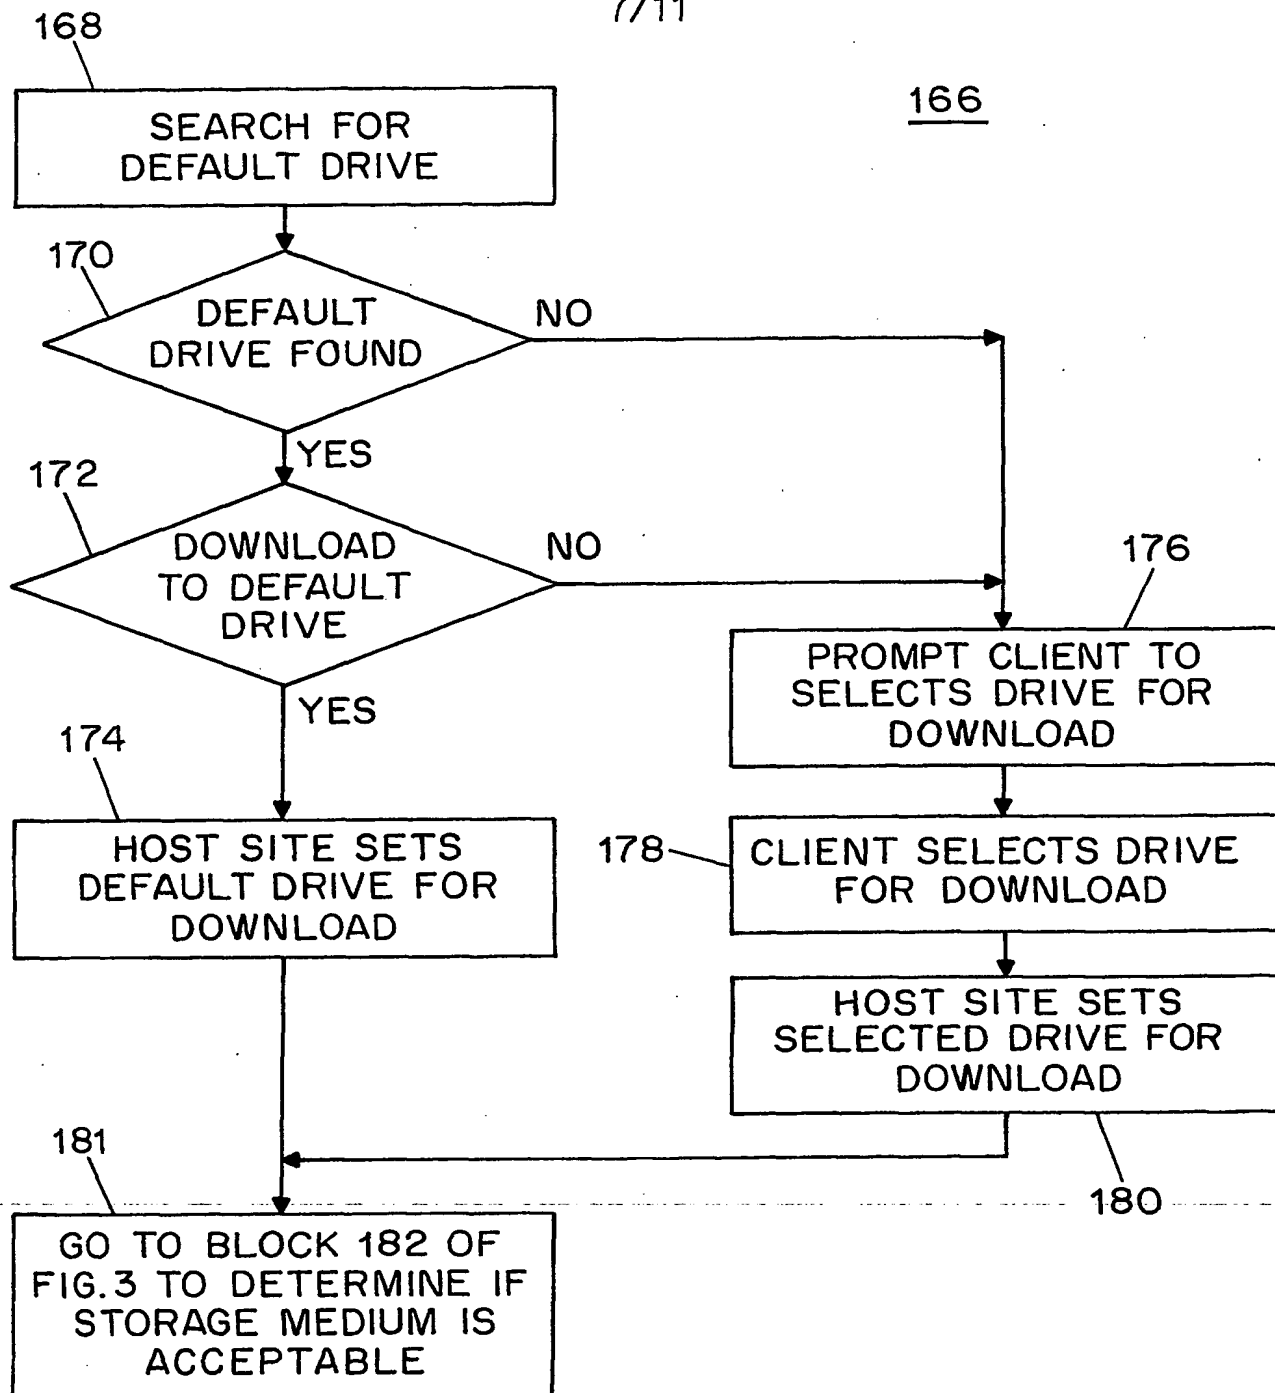 7/11
168
166
SEARCH FOR
DEFAULT DRIVE
170
DEFAULT
DRIVE FOUND
NO
YES
172
DOWNLOAD
TO DEFAULT
DRIVE
NO
YES
176
PROMPT CLIENT TO
SELECTS DRIVE FOR
DOWNLOAD
174
HOST SITE SETS
DEFAULT DRIVE FOR
DOWNLOAD
178
CLIENT SELECTS DRIVE
FOR DOWNLOAD
HOST SITE SETS
SELECTED DRIVE FOR
DOWNLOAD
180
181
GO TO BLOCK 182 OF
FIG.3 TO DETERMINE IF
STORAGE MEDIUM IS
ACCEPTABLE